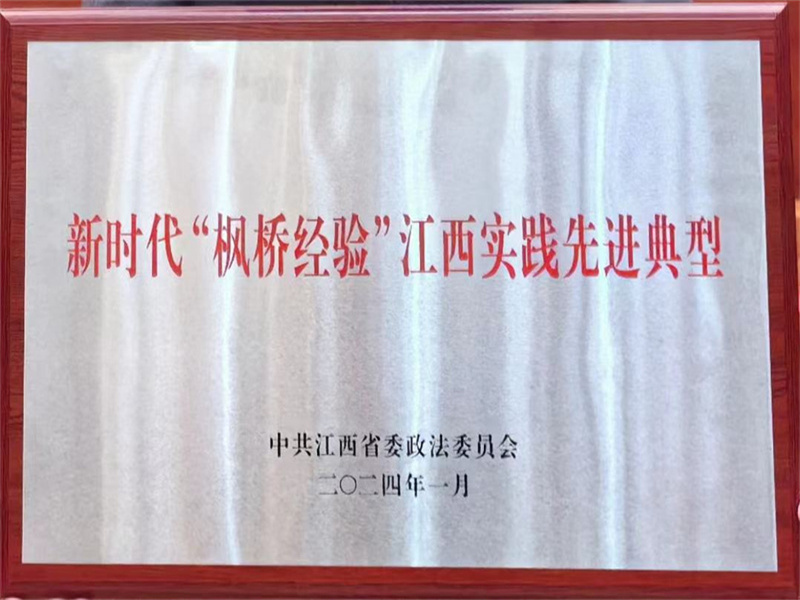 新时代“枫桥经验”江西实践先进典型
中共江西省委政法委员会
二〇二四年一月